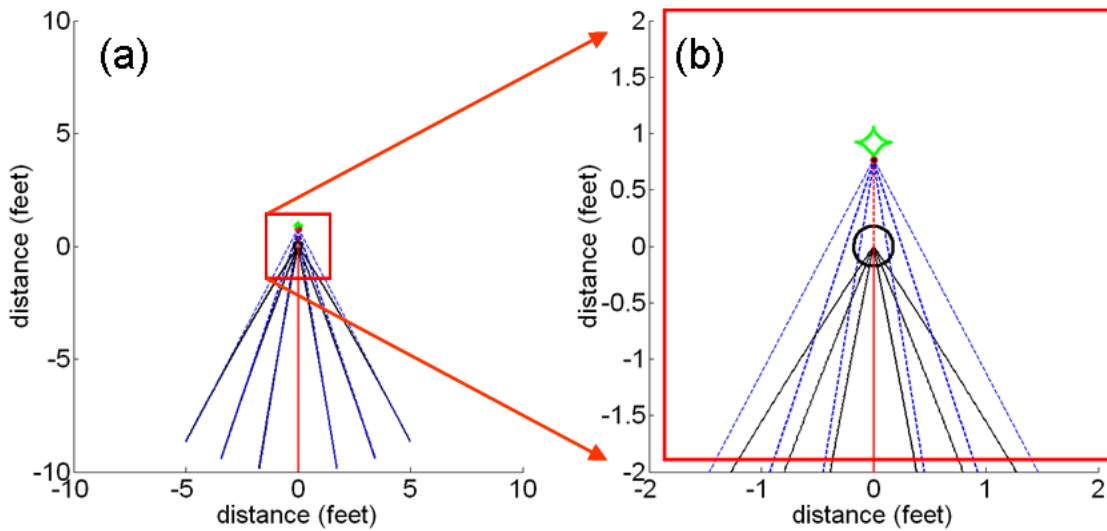 (a)
10
5
0
-5
-10
distance (feet)
-10 -5 0 5 10
distance (feet)
(b)
2
1.5
1
0.5
0
-0.5
-1
-1.5
-2
distance (feet)
-2 -1 0 1 2
distance (feet)